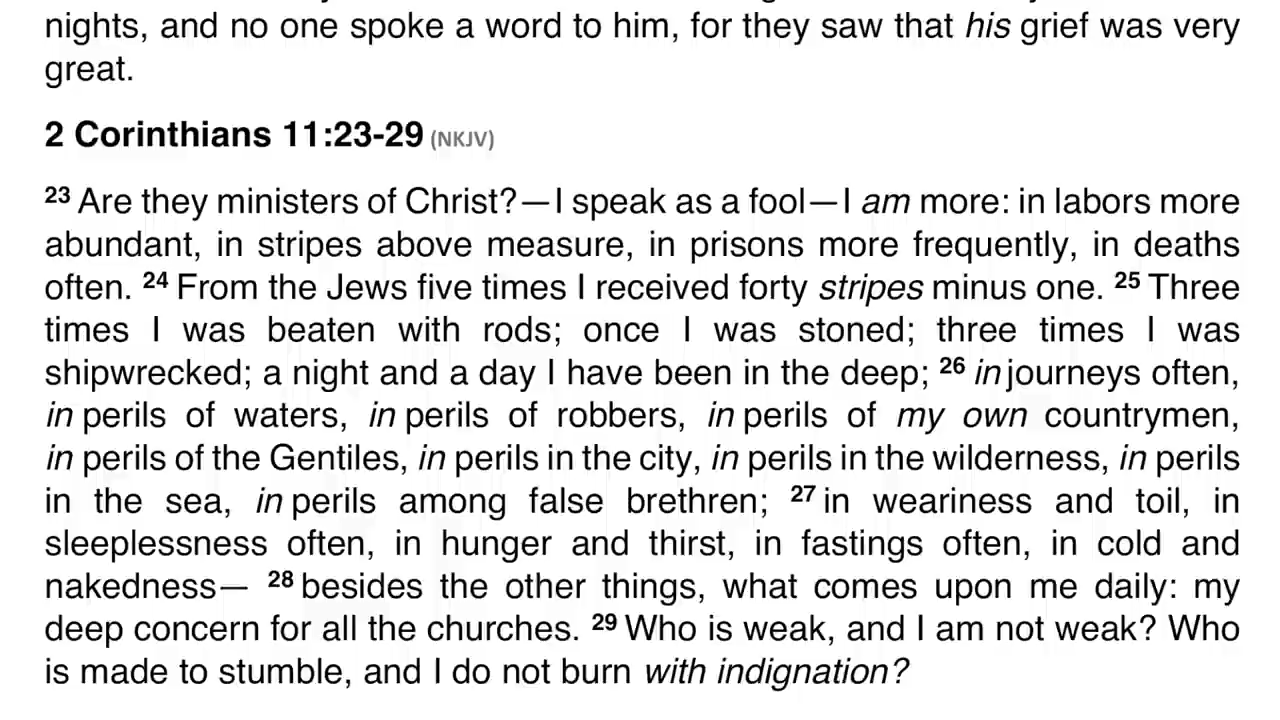 nights, and no one spoke a word to him, for they saw that his grief was very
great.
2 Corinthians 11:23-29 (NKJV)
23 Are they ministers of Christ?—I speak as a fool—I am more: in labors more
abundant, in stripes above measure, in prisons more frequently, in deaths
often. 24 From the Jews five times I received forty stripes minus one. 25 Three
times I was beaten with rods; once I was stoned; three times I was
shipwrecked; a night and a day I have been in the deep; 26 in journeys often,
in perils of waters, in perils of robbers, in perils of my own countrymen,
in perils of the Gentiles, in perils in the city, in perils in the wilderness, in perils
in the sea, in perils among false brethren; 27 in weariness and toil, in
sleeplessness often, in hunger and thirst, in fastings often, in cold and
nakedness— 28 besides the other things, what comes upon me daily: my
deep concern for all the churches. 29 Who is weak, and I am not weak? Who
is made to stumble, and I do not burn with indignation?